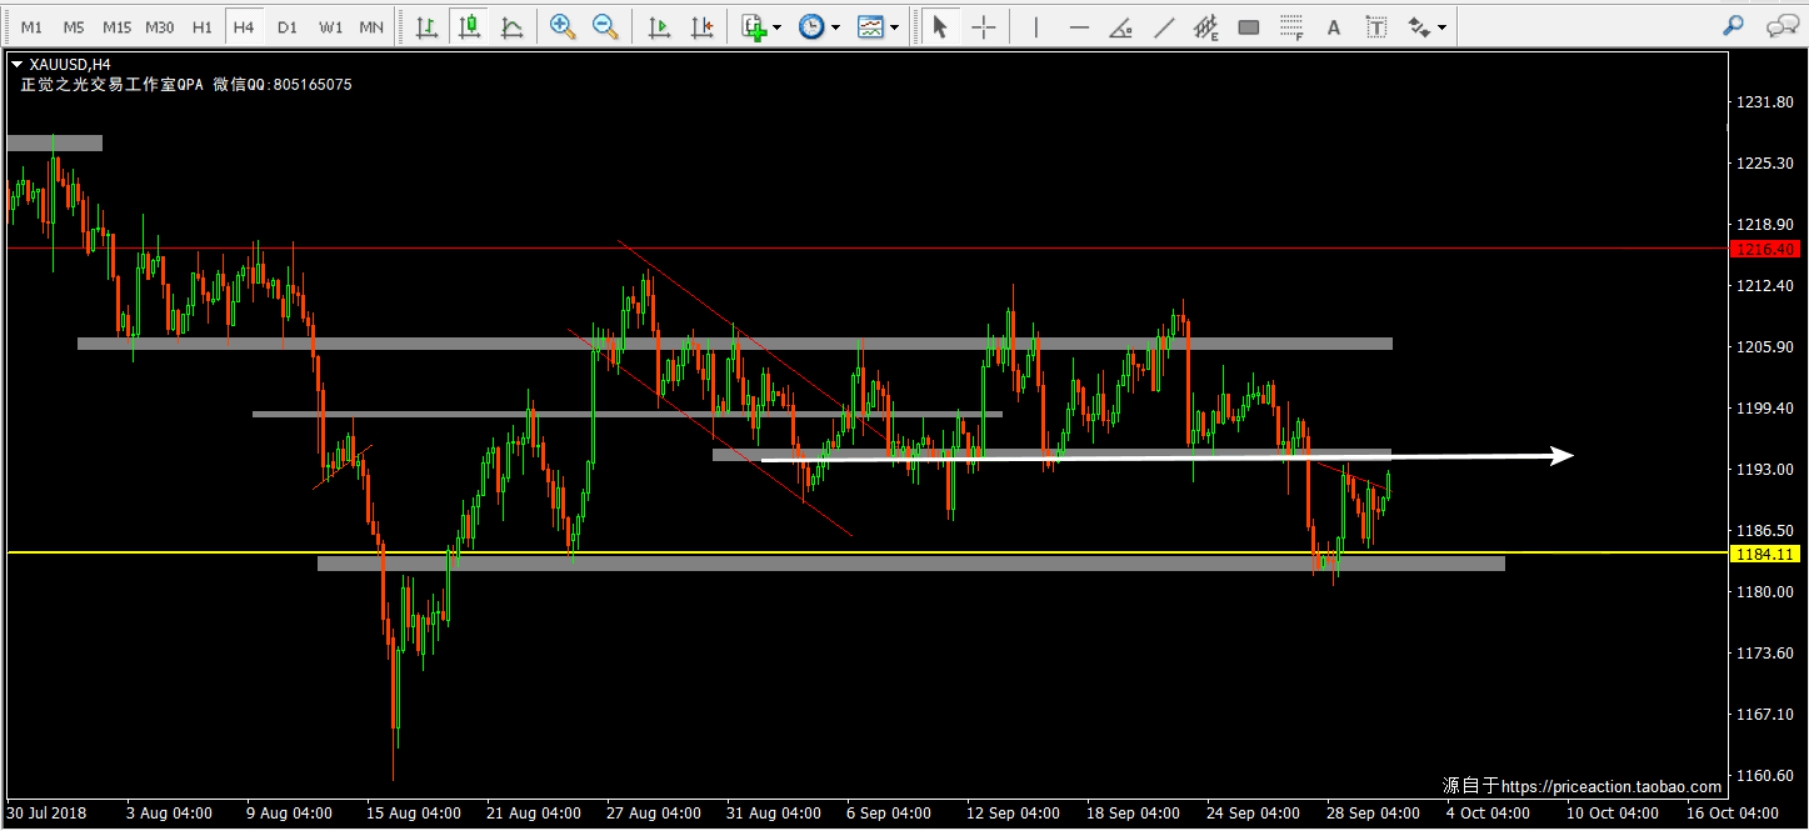 M1 M5 M15 M30 H1 H4 D1 W1 MN
E F A T
XAUUSD,H4
正觉之光交易工作室QPA 微信QQ:805165075
1231.80
1225.30
1218.90
1216.40
1212.40
1205.90
1199.40
1193.00
1186.50
1184.11
1180.00
1173.60
1167.10
1160.60
源自于https://priceaction.taobao.com
30 Jul 2018 3 Aug 04:00 9 Aug 04:00 15 Aug 04:00 21 Aug 04:00 27 Aug 04:00 31 Aug 04:00 6 Sep 04:00 12 Sep 04:00 18 Sep 04:00 24 Sep 04:00 28 Sep 04:00 4 Oct 04:00 10 Oct 04:00 16 Oct 04:00